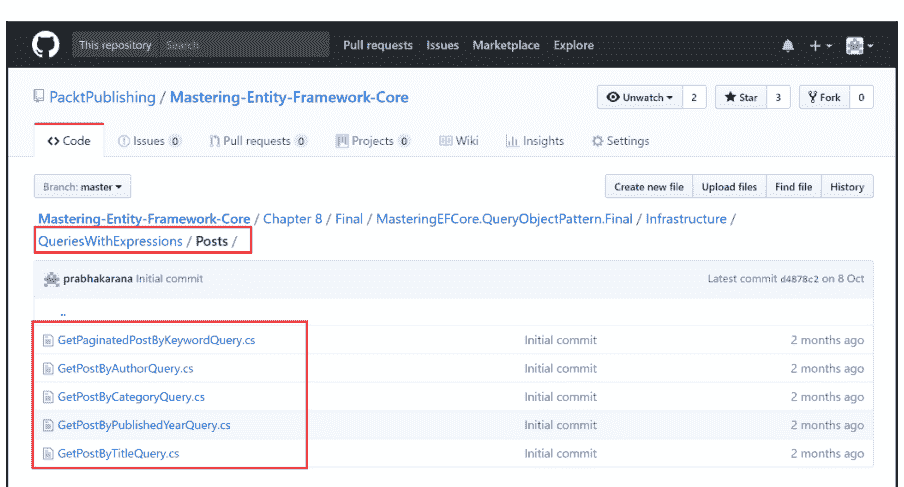 This repository Search Pull requests Issues Marketplace Explore
PacktPublishing / Mastering-Entity-Framework-Core Unwatch 2 Star 3 Fork 0
Code Issues 0 Pull requests 0 Projects 0 Wiki Insights Settings
Branch: master Create new file Upload files Find file History
Mastering-Entity-Framework-Core / Chapter 8 / Final / MasteringEFCore.QueryObjectPattern.Final / Infrastructure /
QueriesWithExpressions / Posts /
prabhakarana Initial commit Latest commit d4878c2 on 8 Oct
..
GetPaginatedPostByKeywordQuery.cs Initial commit 2 months ago
GetPostByAuthorQuery.cs Initial commit 2 months ago
GetPostByCategoryQuery.cs Initial commit 2 months ago
GetPostByPublishedYearQuery.cs Initial commit 2 months ago
GetPostByTitleQuery.cs Initial commit 2 months ago